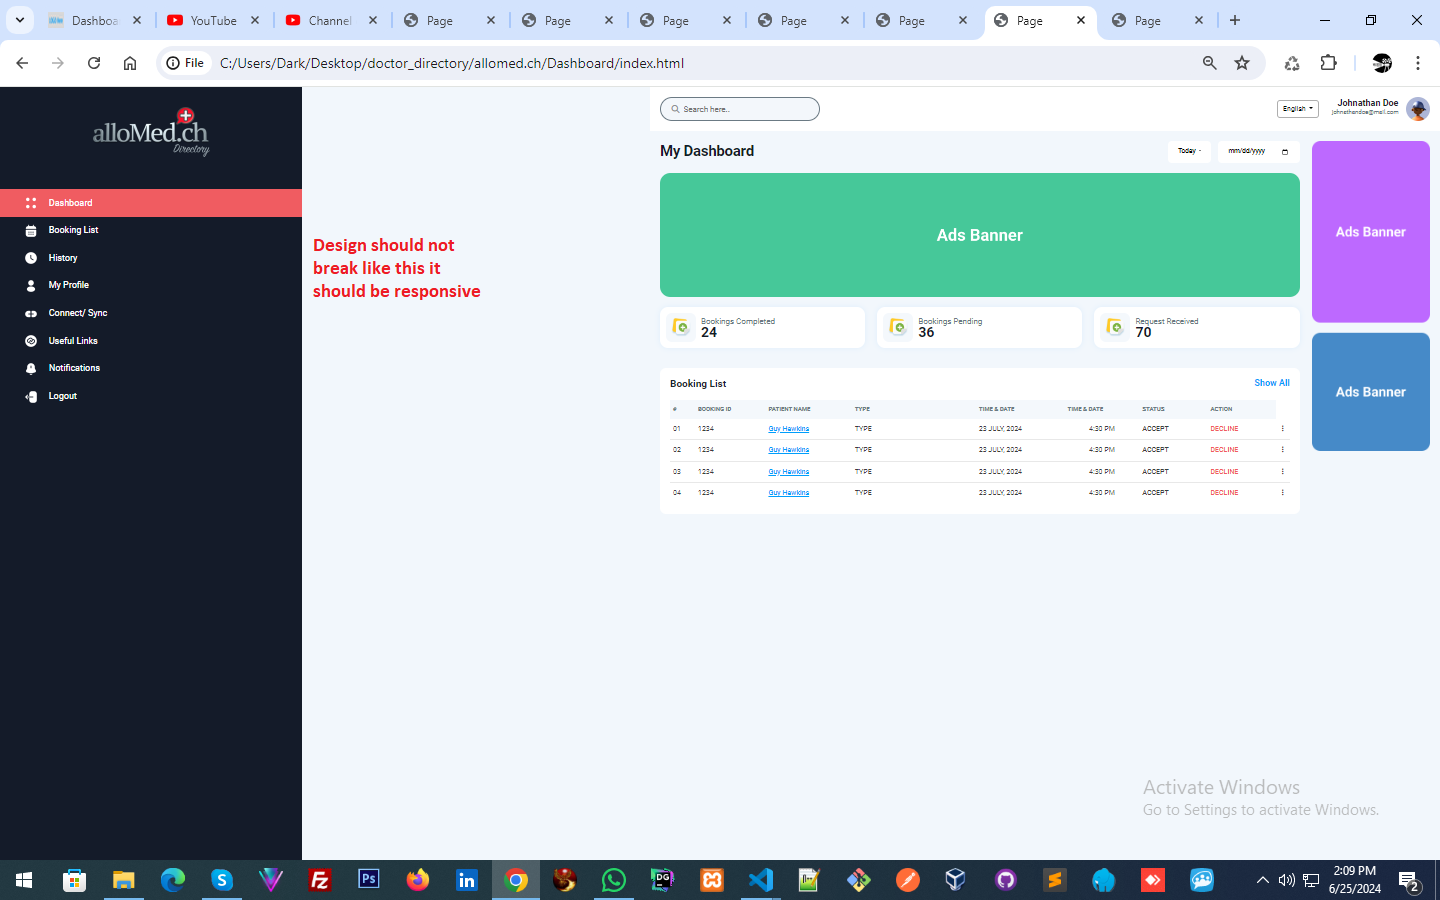 Dashboa
YouTube
Channel
Page
Page
Page
Page
Page
Page
Page
File
C:/Users/Dark/Desktop/doctor_directory/allomed.ch/Dashboard/index.html
alloMed.ch
Directory
Search here..
English
Johnathan Doe
johnathandoe@mail.com
Dashboard
Booking List
History
My Profile
Connect/ Sync
Useful Links
Notifications
Logout
Design should not
break like this it
should be responsive
My Dashboard
Today
mm/dd/yyyy
Ads Banner
Ads Banner
Ads Banner
Bookings Completed
24
Bookings Pending
36
Request Received
70
Booking List
Show All
# BOOKING ID PATIENT NAME TYPE TIME & DATE TIME & DATE STATUS ACTION
01 1234 Guy Hawkins TYPE 23 JULY, 2024 4:30 PM ACCEPT DECLINE
02 1234 Guy Hawkins TYPE 23 JULY, 2024 4:30 PM ACCEPT DECLINE
03 1234 Guy Hawkins TYPE 23 JULY, 2024 4:30 PM ACCEPT DECLINE
04 1234 Guy Hawkins TYPE 23 JULY, 2024 4:30 PM ACCEPT DECLINE
Activate Windows
Go to Settings to activate Windows.
S
Fz
Ps
in
DG
2:09 PM
6/25/2024
2